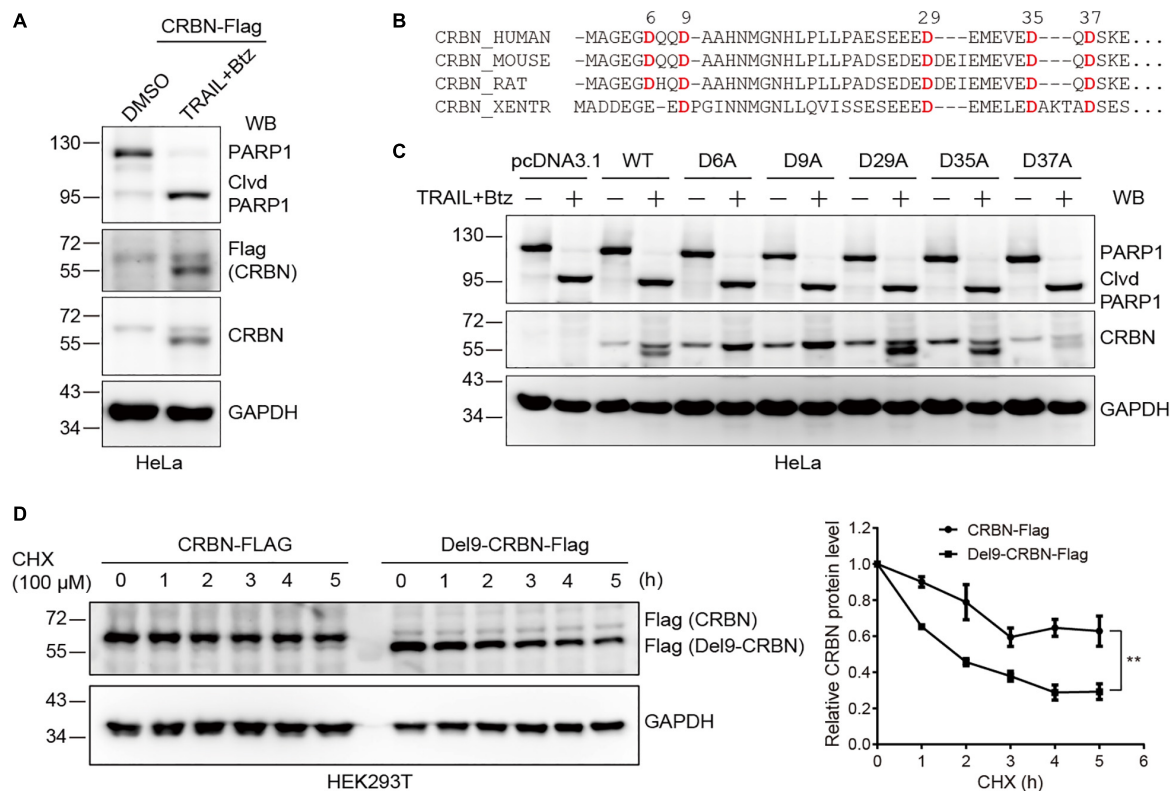 A
CRBN-Flag
DMSO
TRAIL+Btz
WB
130
PARP1
95
Clvd
PARP1
72
55
Flag
(CRBN)
72
55
CRBN
43
34
GAPDH
HeLa
B
6 9 29 35 37
CRBN_HUMAN -MAGEGDQQD-AAHNMGNHLPLLPAESEEED---EMEVED---QDSKE...
CRBN_MOUSE -MAGEGDQQD-AAHNMGNHLPLLPADSEDEDDEIEMEVED---QDSKE...
CRBN_RAT -MAGEGDHQD-AAHNMGNHLPLLPADSEDEDDEIEMEVED---QDSKE...
CRBN_XENTR MADDEGE-EDPGINNMGNLLQVISSESEEED---EMELEDAKTADSES...
C
pcDNA3.1 WT D6A D9A D29A D35A D37A
TRAIL+Btz − + − + − + − + − + − + − + WB
130
PARP1
95
Clvd
PARP1
72
55
CRBN
43
34
GAPDH
HeLa
D
CRBN-FLAG Del9-CRBN-Flag
CHX
(100 µM) 0 1 2 3 4 5 0 1 2 3 4 5 (h)
72
Flag (CRBN)
55
Flag (Del9-CRBN)
43
34
GAPDH
HEK293T
Relative CRBN protein level
1.2
1.0
0.8
0.6
0.4
0.2
0.0
CRBN-Flag
Del9-CRBN-Flag
**
0 1 2 3 4 5 6
CHX (h)